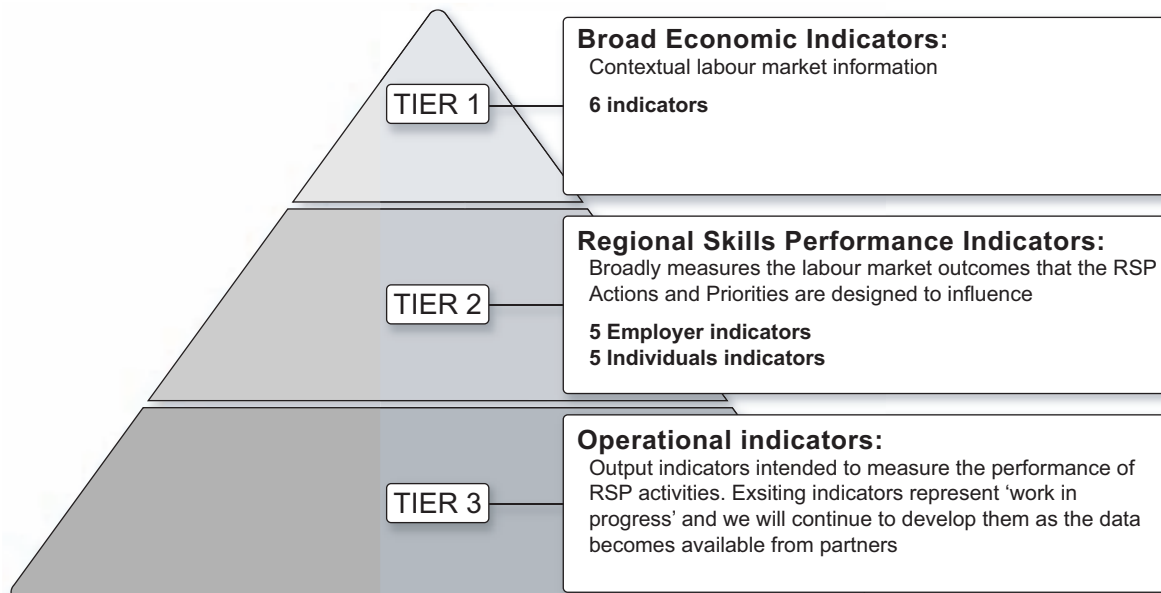 TIER 1
Broad Economic Indicators:
Contextual labour market information
6 indicators
TIER 2
Regional Skills Performance Indicators:
Broadly measures the labour market outcomes that the RSP
Actions and Priorities are designed to influence
5 Employer indicators
5 Individuals indicators
TIER 3
Operational indicators:
Output indicators intended to measure the performance of
RSP activities. Exsiting indicators represent ‘work in
progress’ and we will continue to develop them as the data
becomes available from partners